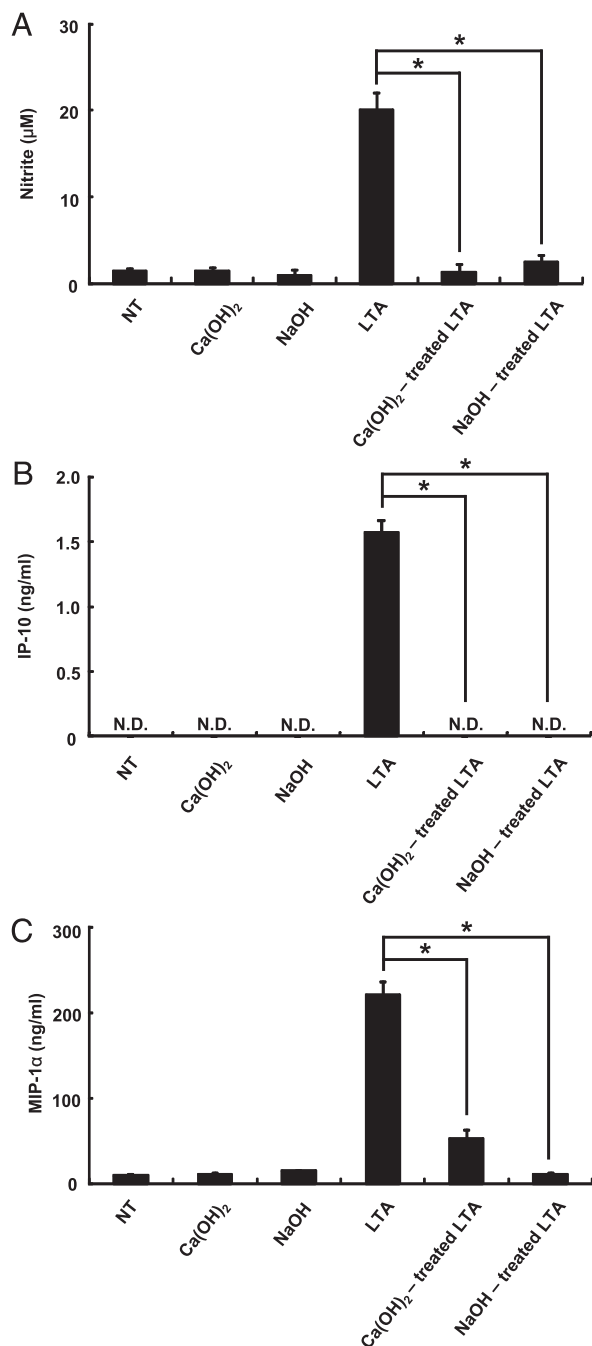 A
Nitrite (µM)
30
20
10
0
*
*
NT
Ca(OH)₂
NaOH
LTA
Ca(OH)₂ – treated LTA
NaOH – treated LTA
B
IP-10 (ng/ml)
2.0
1.5
1.0
0.5
0
*
*
N.D. N.D. N.D. N.D. N.D.
NT
Ca(OH)₂
NaOH
LTA
Ca(OH)₂ – treated LTA
NaOH – treated LTA
C
MIP-1α (ng/ml)
300
200
100
0
*
*
NT
Ca(OH)₂
NaOH
LTA
Ca(OH)₂ – treated LTA
NaOH – treated LTA